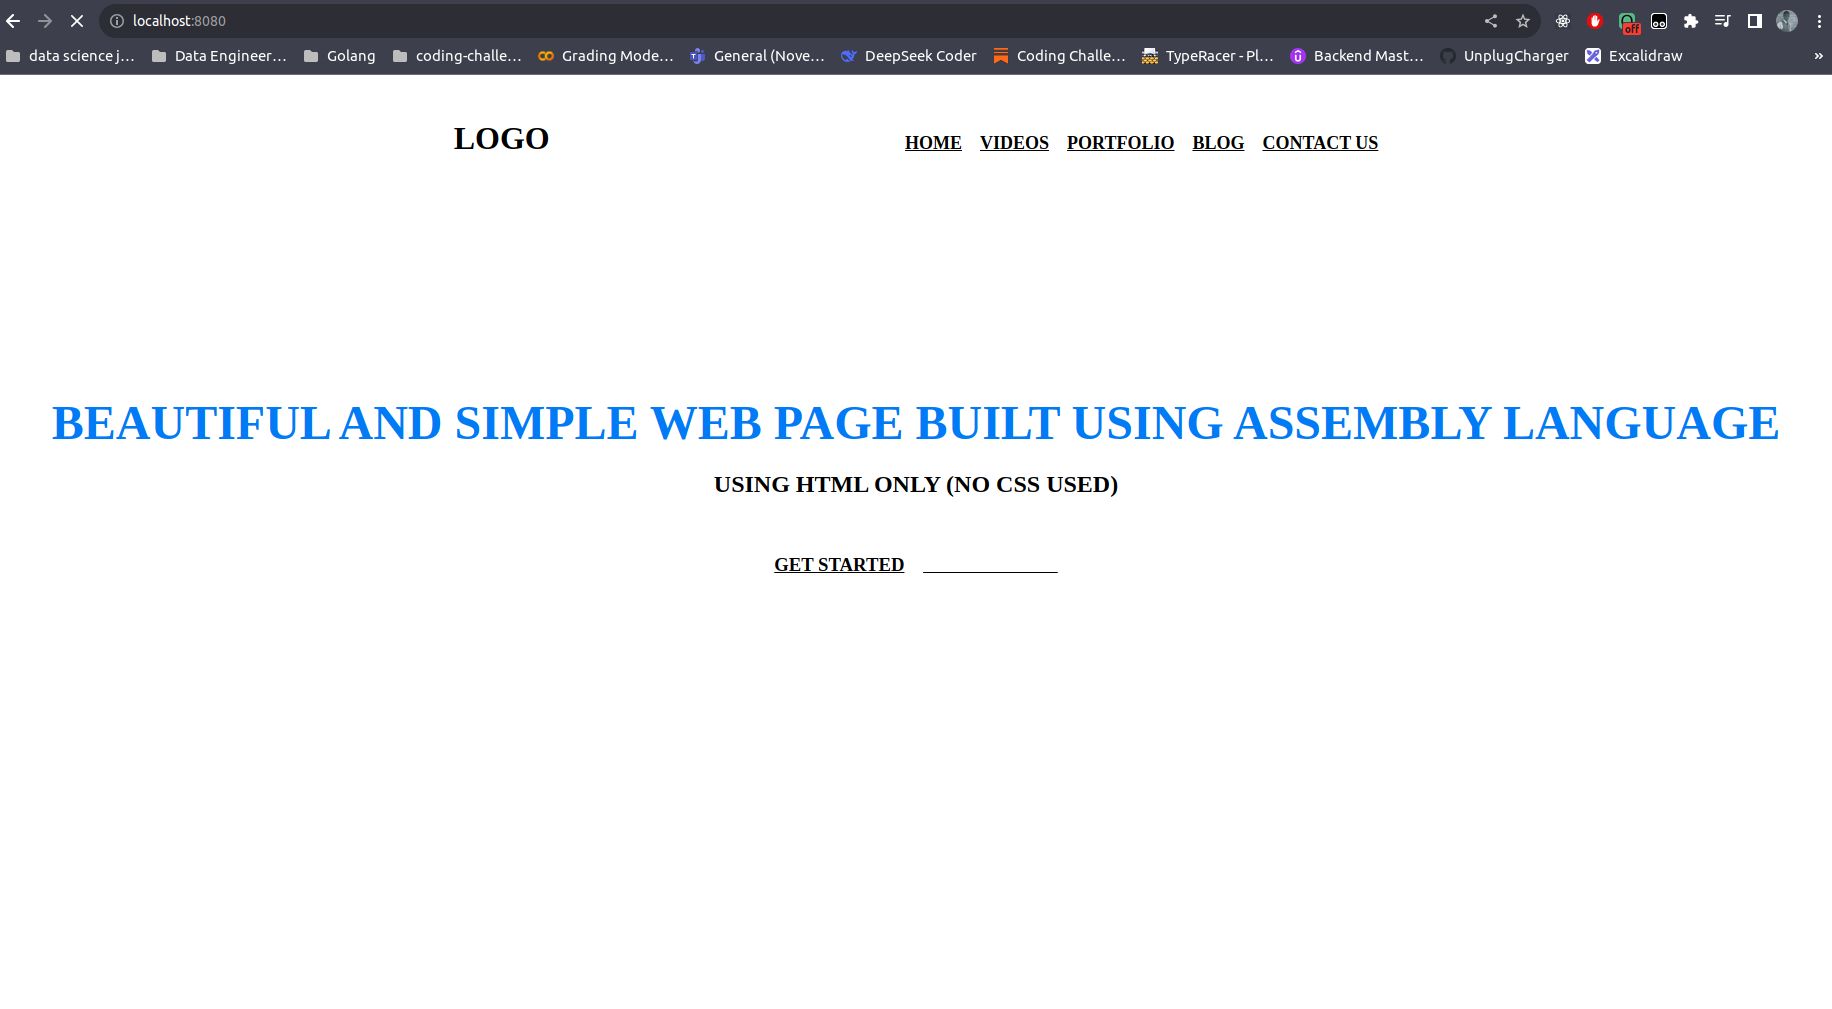 localhost:8080
off
data science j… Data Engineer… Golang coding-challe… Grading Mode… General (Nove… DeepSeek Coder Coding Challe… TypeRacer - Pl… Backend Mast… UnplugCharger Excalidraw »
LOGO HOME VIDEOS PORTFOLIO BLOG CONTACT US
BEAUTIFUL AND SIMPLE WEB PAGE BUILT USING ASSEMBLY LANGUAGE
USING HTML ONLY (NO CSS USED)
GET STARTED